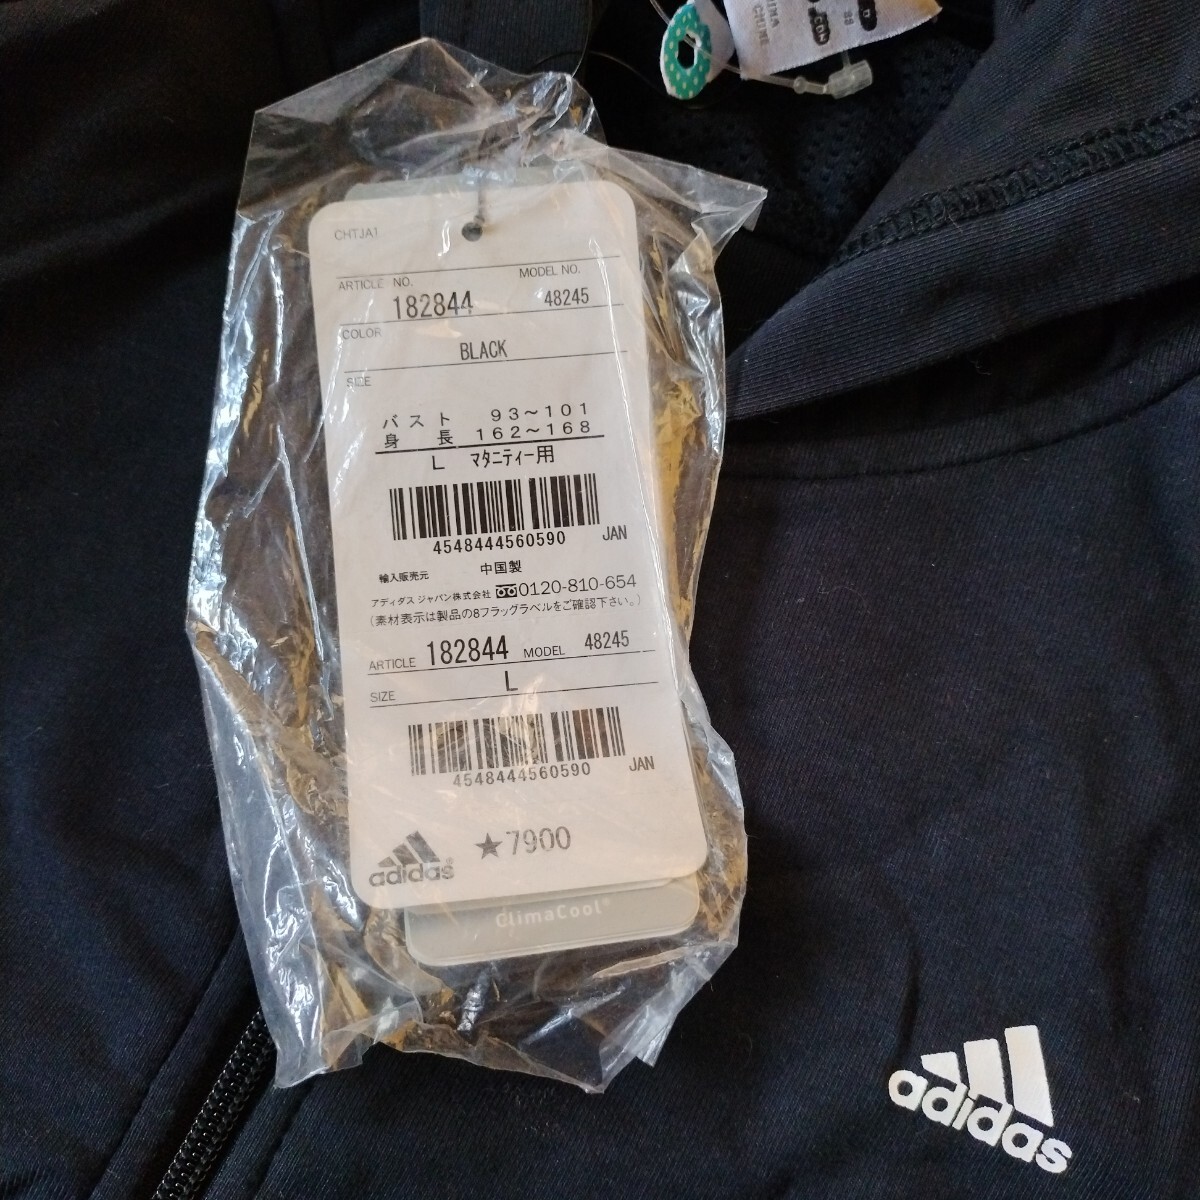 CHTJA1
ARTICLE NO. MODEL NO.
182844 48245
COLOR
BLACK
SIZE
バスト 93～101
身長 162～168
L マタニティー用
4548444560590 JAN
輸入販売元 中国製
アディダス ジャパン株式会社 0120-810-654
(素材表示は製品の8フラッグラベルをご確認下さい。)
ARTICLE 182844 MODEL 48245
SIZE L
4548444560590 JAN
adidas® ★7900
ClimaCool®
adidas